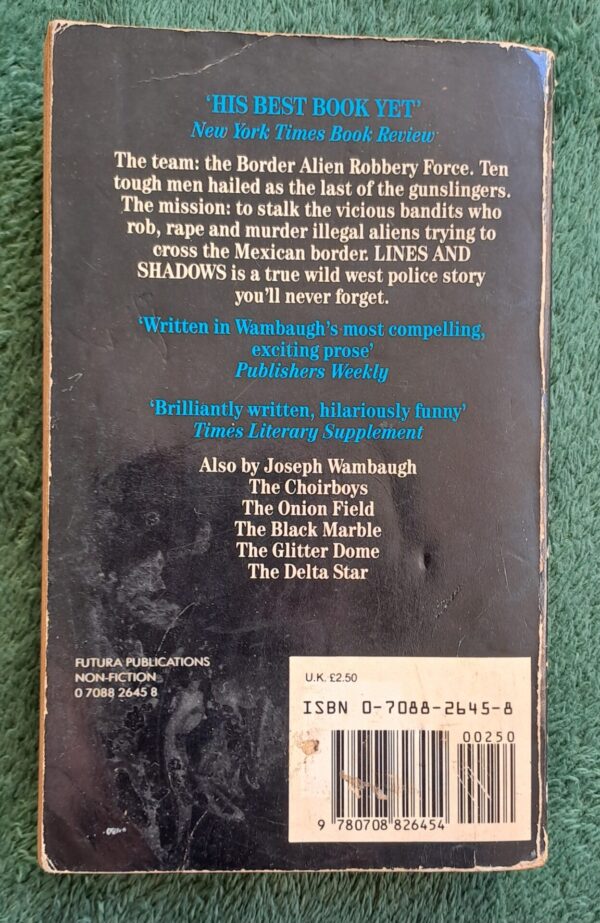 ‘HIS BEST BOOK YET’
New York Times Book Review
The team: the Border Alien Robbery Force. Ten
tough men hailed as the last of the gunslingers.
The mission: to stalk the vicious bandits who
rob, rape and murder illegal aliens trying to
cross the Mexican border. LINES AND
SHADOWS is a true wild west police story
you'll never forget.
‘Written in Wambaugh's most compelling,
exciting prose’
Publishers Weekly
‘Brilliantly written, hilariously funny’
Times Literary Supplement
Also by Joseph Wambaugh
The Choirboys
The Onion Field
The Black Marble
The Glitter Dome
The Delta Star
FUTURA PUBLICATIONS
NON-FICTION
0 7088 2645 8
U.K. £2.50
ISBN 0-7088-2645-8
00250
9 780708 826454